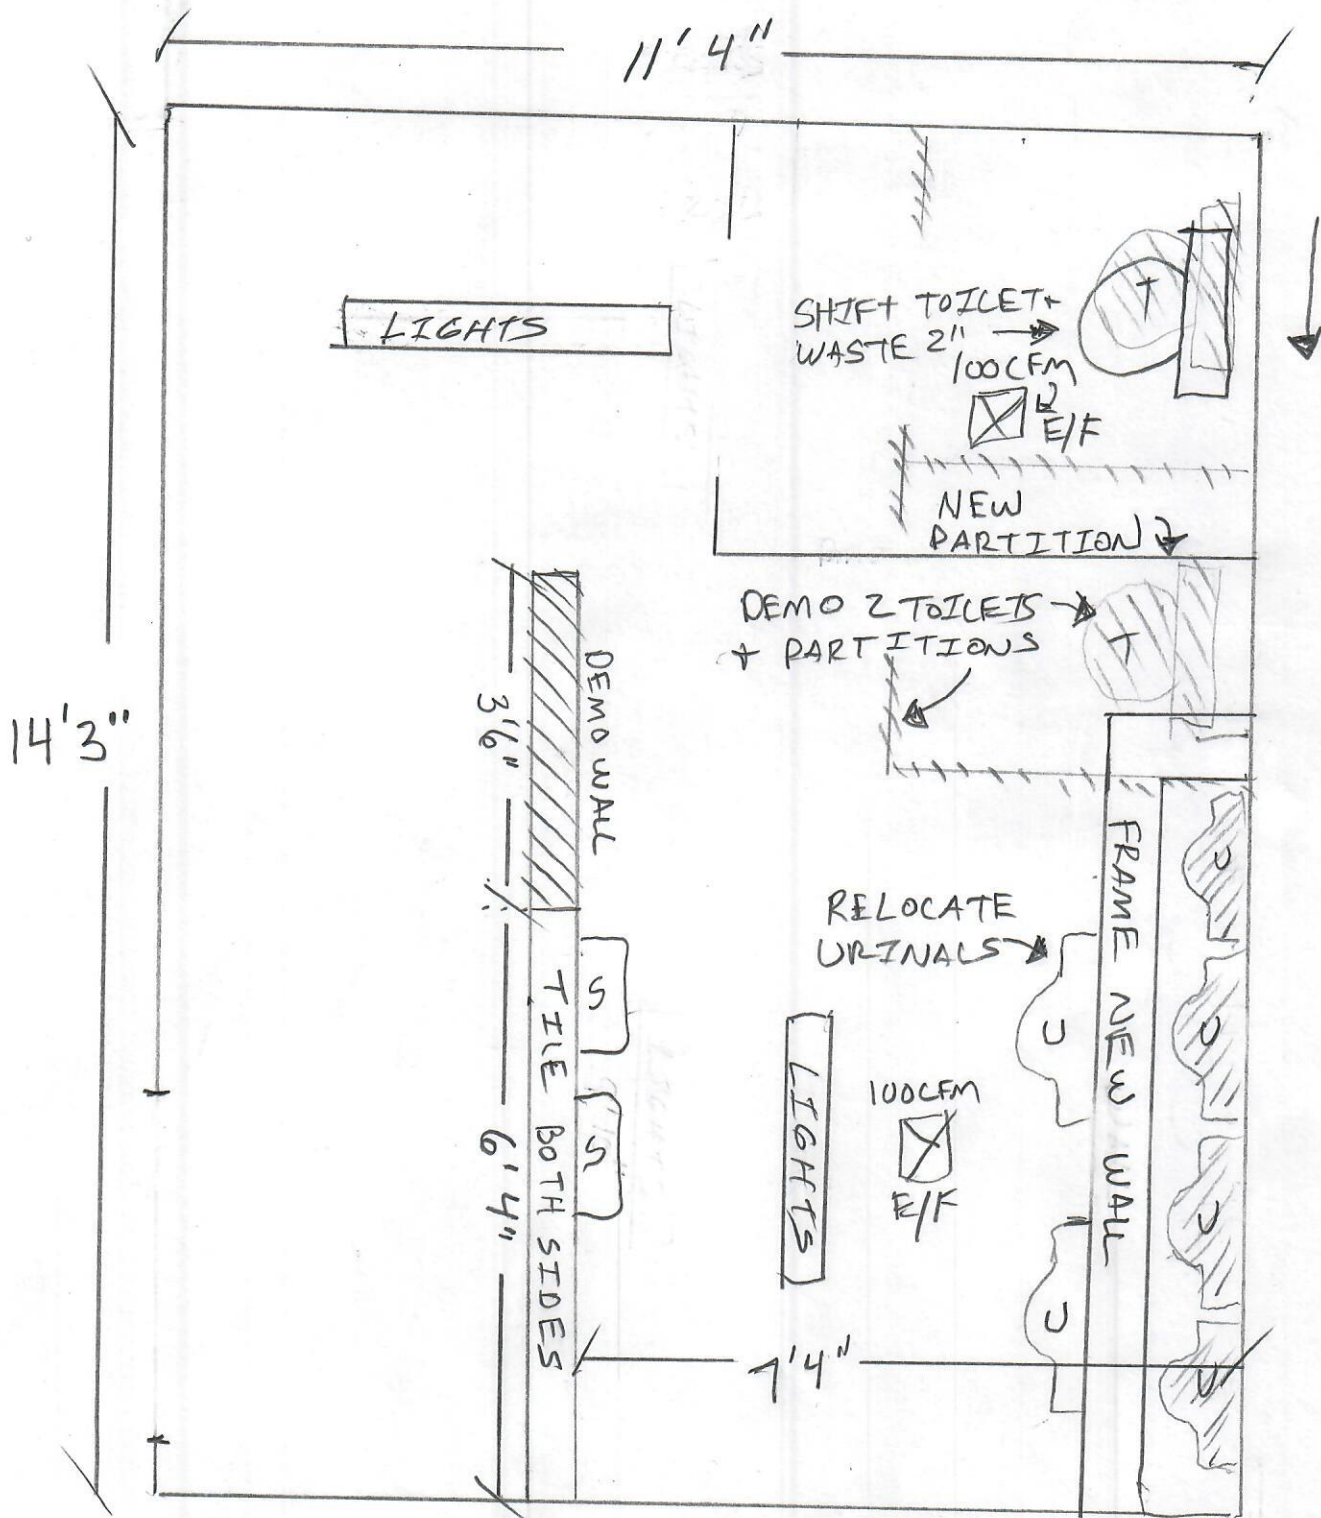 11'4"
LIGHTS
SHIFT TOILET +
WASTE 2"
T
100CFM
E/F
NEW
PARTITION
DEMO 2 TOILETS
+ PARTITIONS
T
14'3"
3'6"
DEMO WALL
FRAME NEW WALL
U
RELOCATE
URINALS
S
TILE BOTH SIDES
U
U
LIGHTS
100CFM
E/F
S
6'4"
U
U
7'4"
U